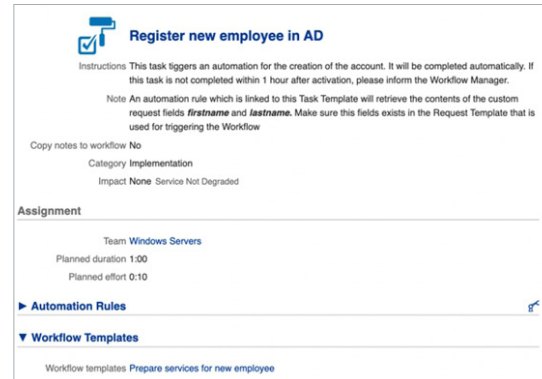 Register new employee in AD
Instructions This task tiggers an automation for the creation of the account. It will be completed automatically. If
this task is not completed within 1 hour after activation, please inform the Workflow Manager.
Note An automation rule which is linked to this Task Template will retrieve the contents of the custom
request fields firstname and lastname. Make sure this fields exists in the Request Template that is
used for triggering the Workflow
Copy notes to workflow No
Category Implementation
Impact None Service Not Degraded
Assignment
Team Windows Servers
Planned duration 1:00
Planned effort 0:10
► Automation Rules
▼ Workflow Templates
Workflow templates Prepare services for new employee